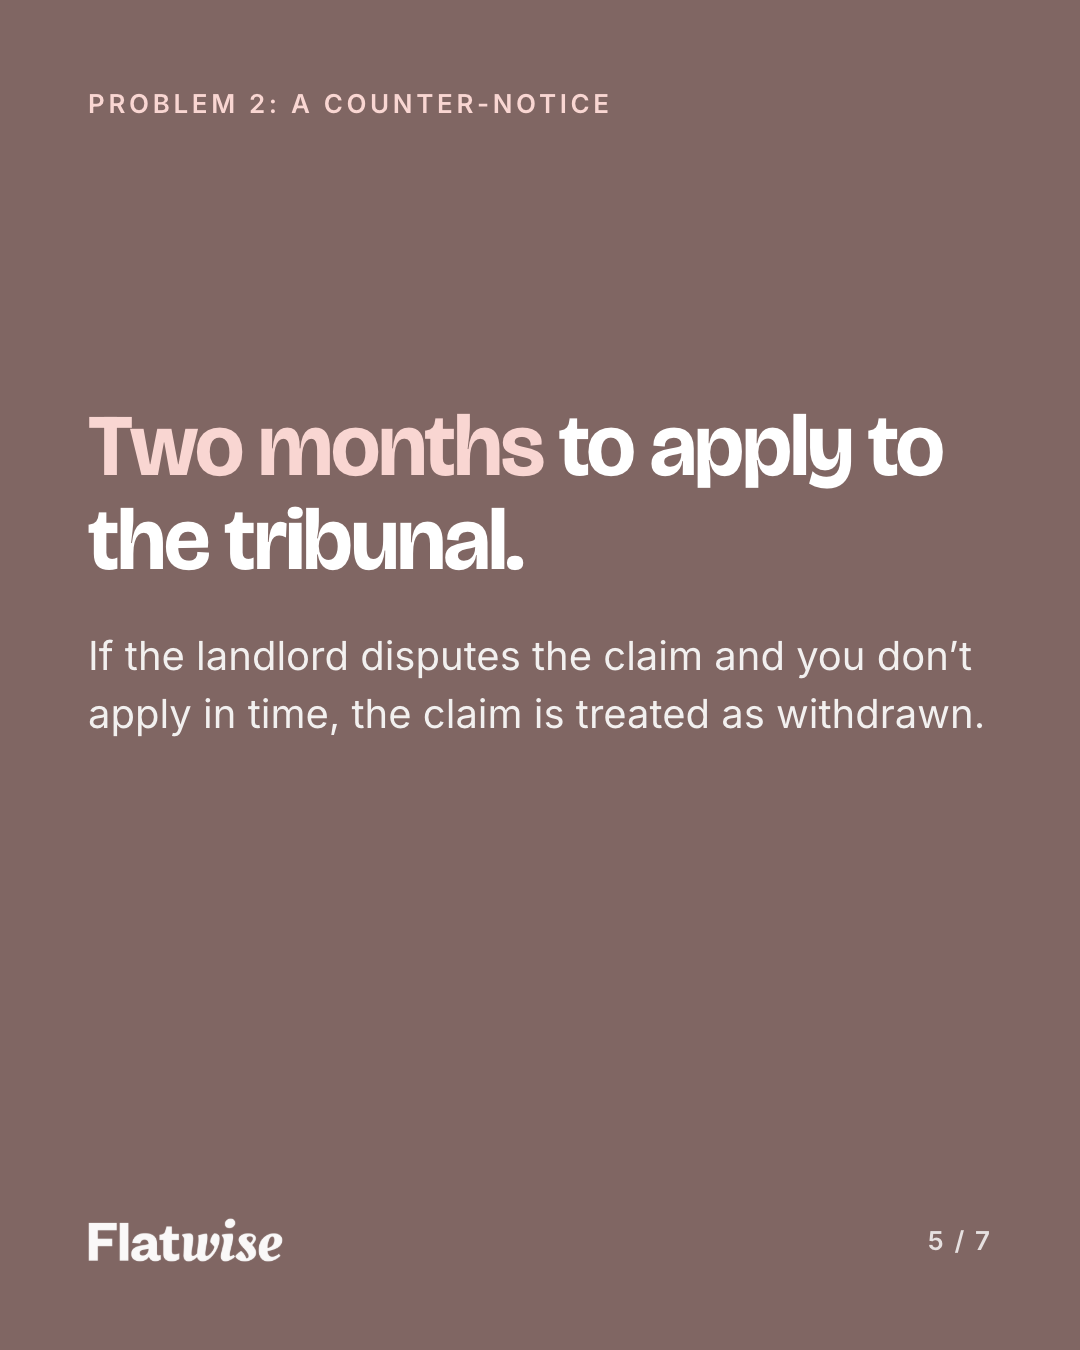 PROBLEM 2: A COUNTER-NOTICE
Two months to apply to
the tribunal.
If the landlord disputes the claim and you don’t
apply in time, the claim is treated as withdrawn.
Flatwise
5 / 7